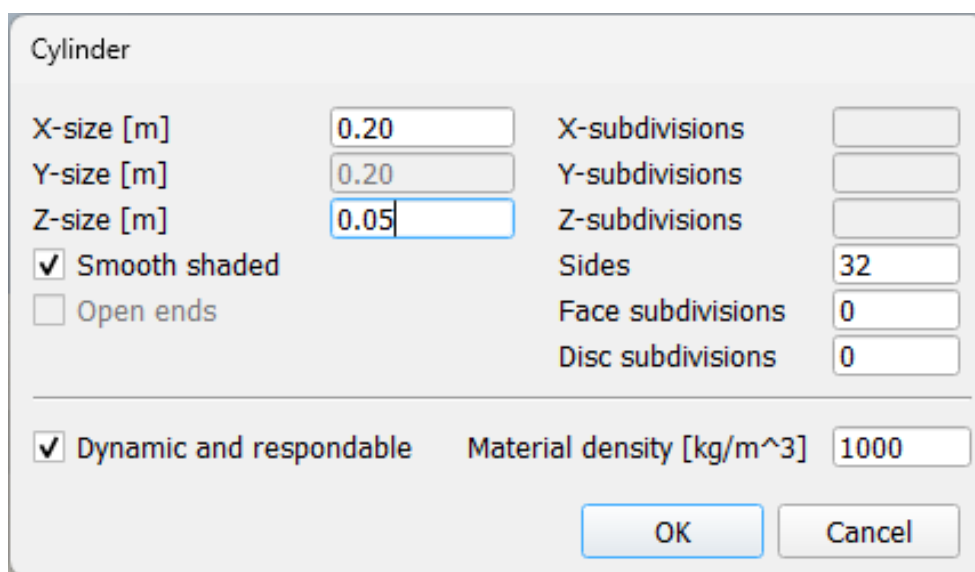 Cylinder
X-size [m] 0.20 X-subdivisions
Y-size [m] 0.20 Y-subdivisions
Z-size [m] 0.05 Z-subdivisions
Smooth shaded Sides 32
Open ends Face subdivisions 0
Disc subdivisions 0
Dynamic and respondable Material density [kg/m^3] 1000
OK Cancel